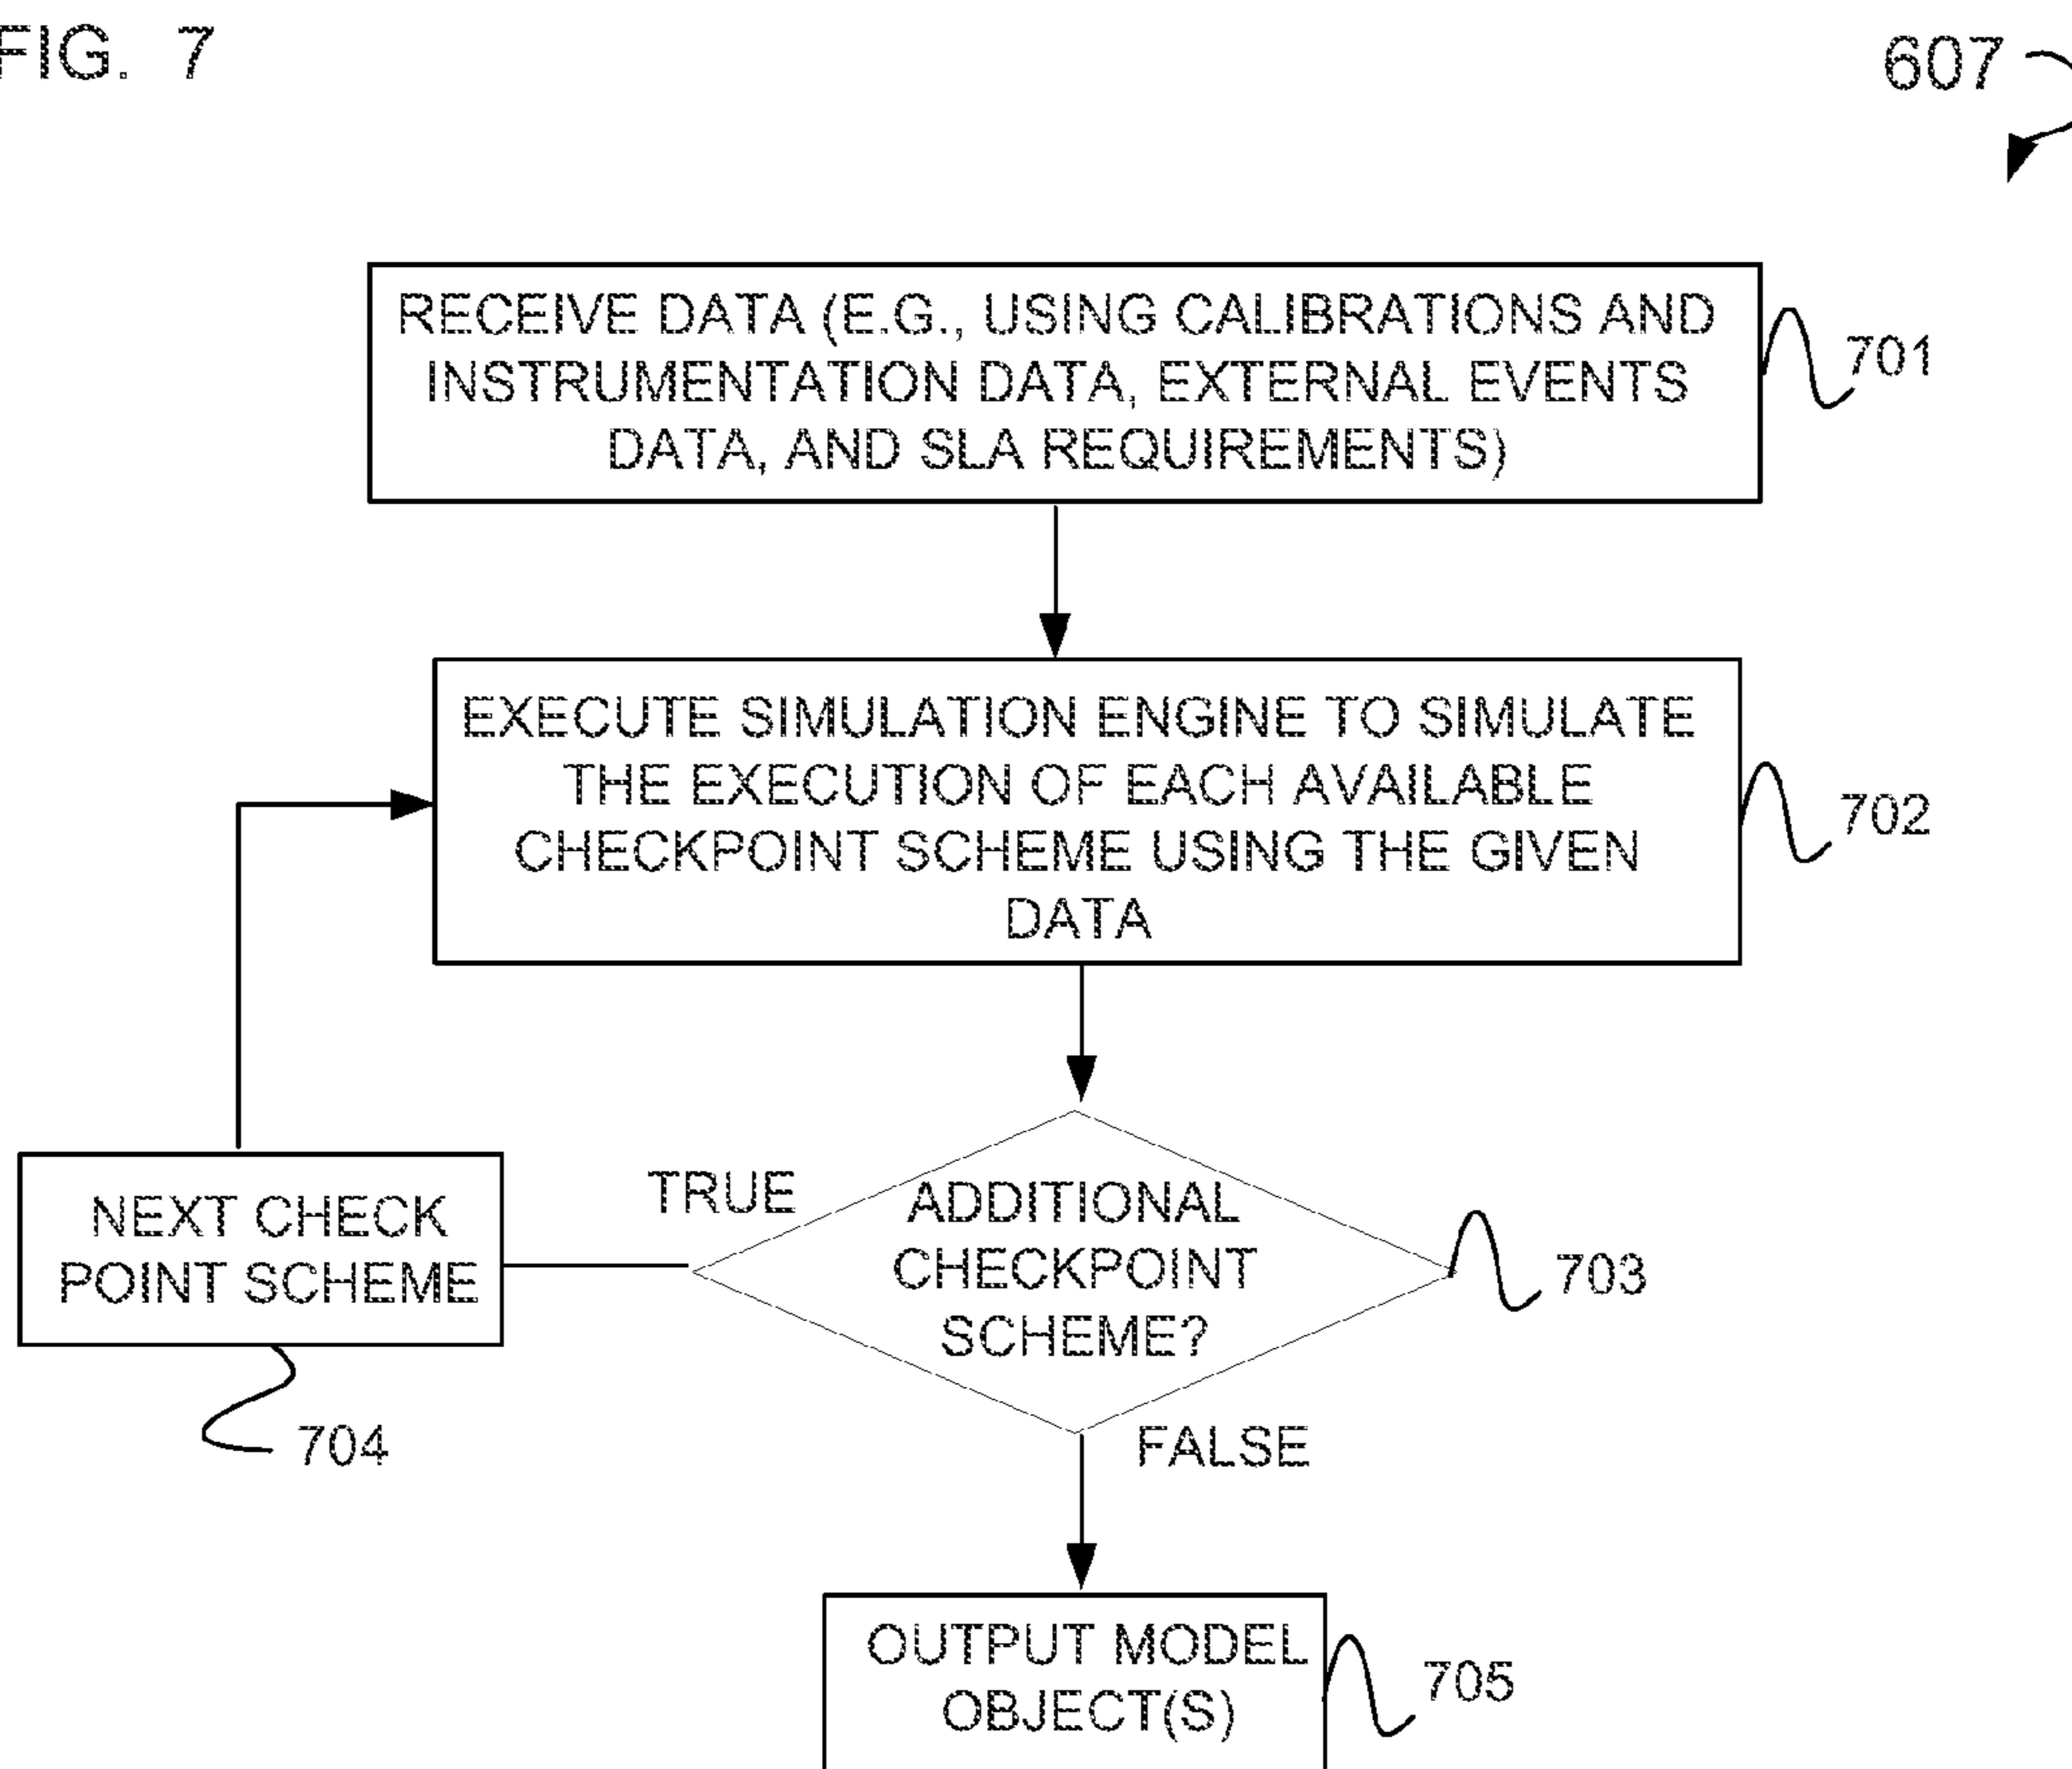 FIG. 7
607
RECEIVE DATA (E.G., USING CALIBRATIONS AND
INSTRUMENTATION DATA, EXTERNAL EVENTS
DATA, AND SLA REQUIREMENTS)
701
EXECUTE SIMULATION ENGINE TO SIMULATE
THE EXECUTION OF EACH AVAILABLE
CHECKPOINT SCHEME USING THE GIVEN
DATA
702
NEXT CHECK
POINT SCHEME
704
TRUE
ADDITIONAL
CHECKPOINT
SCHEME?
703
FALSE
OUTPUT MODEL
OBJECT(S)
705